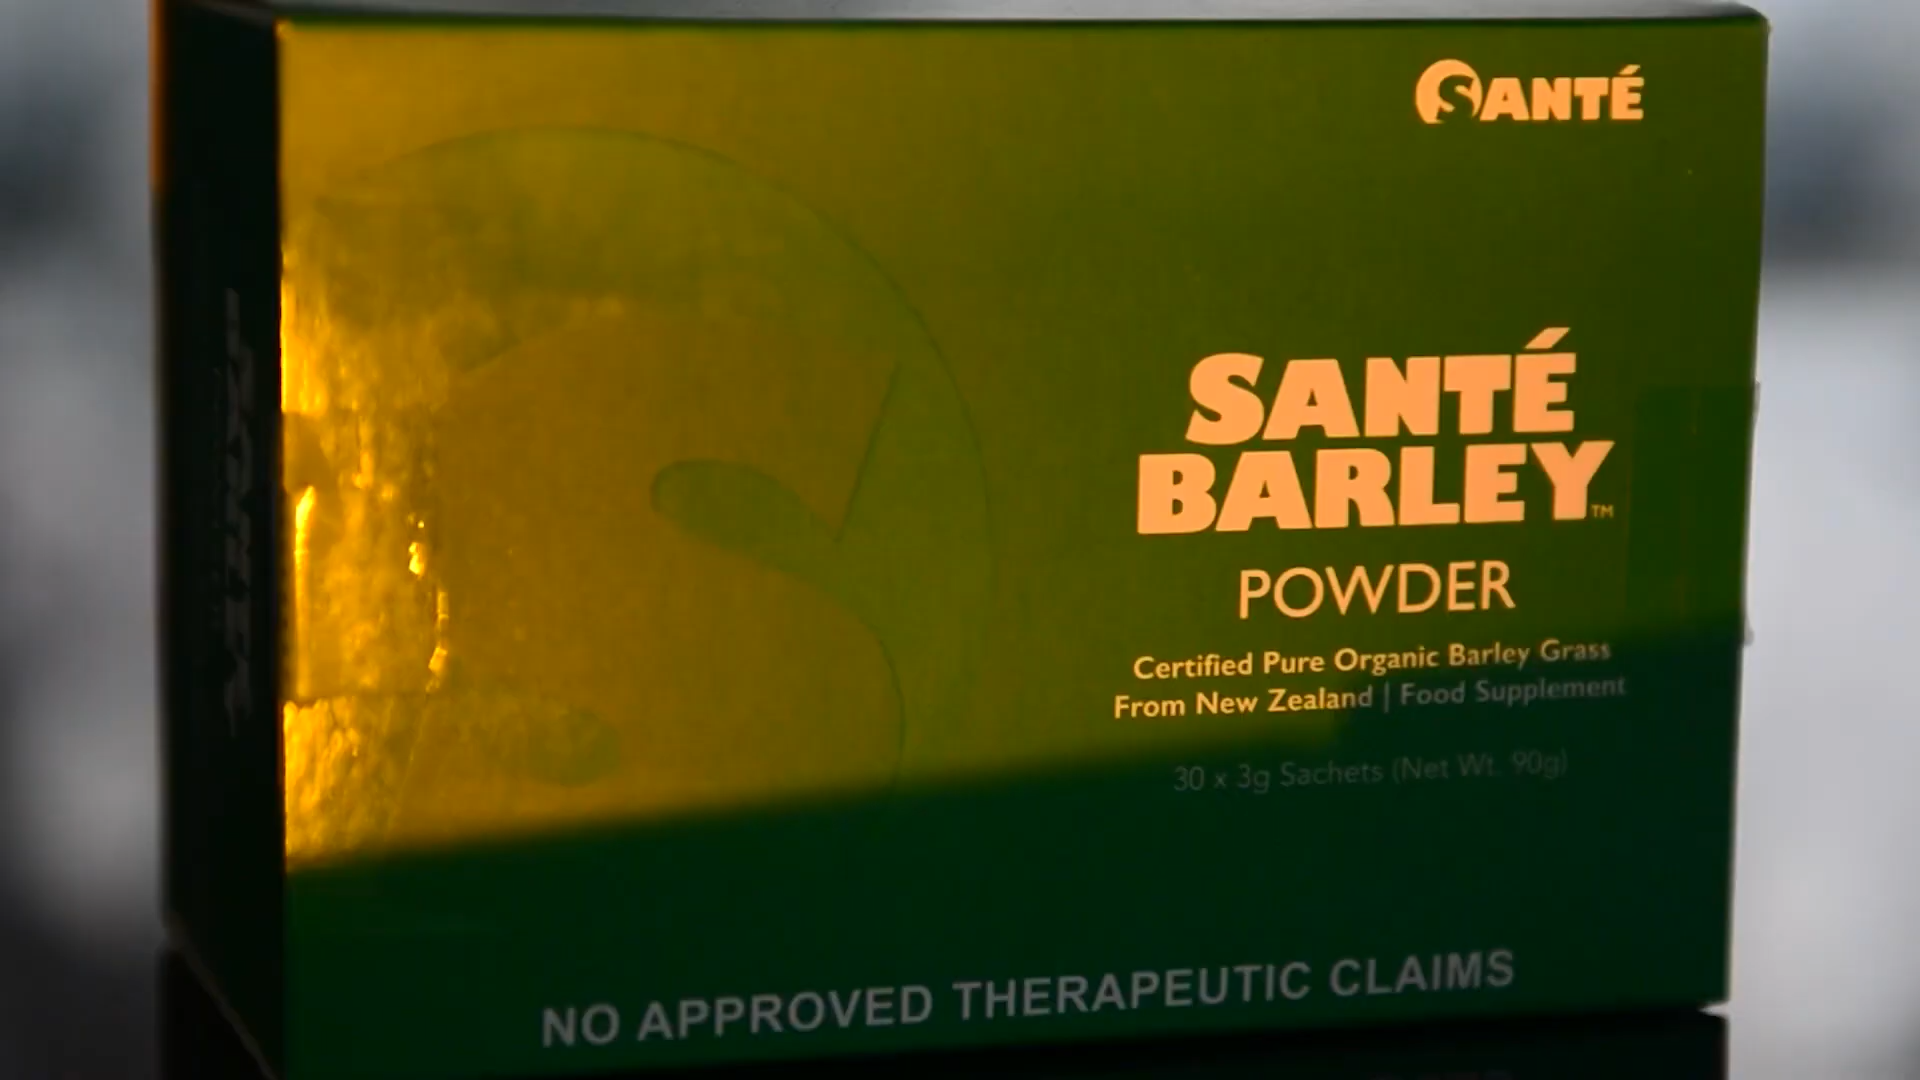 SANTÉ
SANTÉ
BARLEY™
POWDER
Certified Pure Organic Barley Grass
From New Zealand | Food Supplement
30 x 3g Sachets (Net Wt. 90g)
NO APPROVED THERAPEUTIC CLAIMS